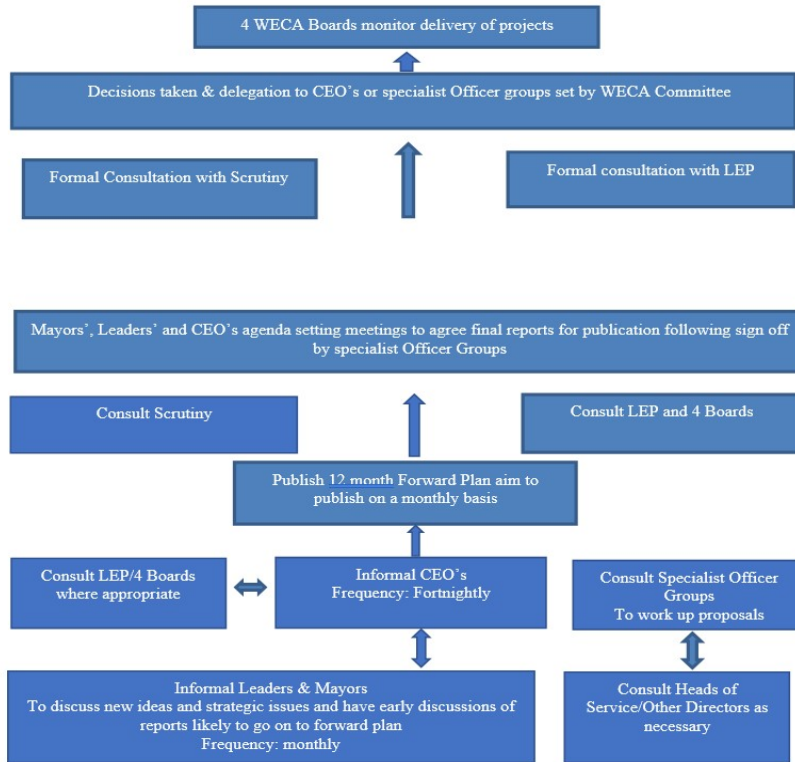 4 WECA Boards monitor delivery of projects
Decisions taken & delegation to CEO’s or specialist Officer groups set by WECA Committee
Formal Consultation with Scrutiny
Formal consultation with LEP
Mayors’, Leaders’ and CEO’s agenda setting meetings to agree final reports for publication following sign off
by specialist Officer Groups
Consult Scrutiny
Consult LEP and 4 Boards
Publish 12 month Forward Plan aim to
publish on a monthly basis
Consult LEP/4 Boards
where appropriate
Informal CEO’s
Frequency: Fortnightly
Consult Specialist Officer
Groups
To work up proposals
Informal Leaders & Mayors
To discuss new ideas and strategic issues and have early discussions of
reports likely to go on to forward plan
Frequency: monthly
Consult Heads of
Service/Other Directors as
necessary